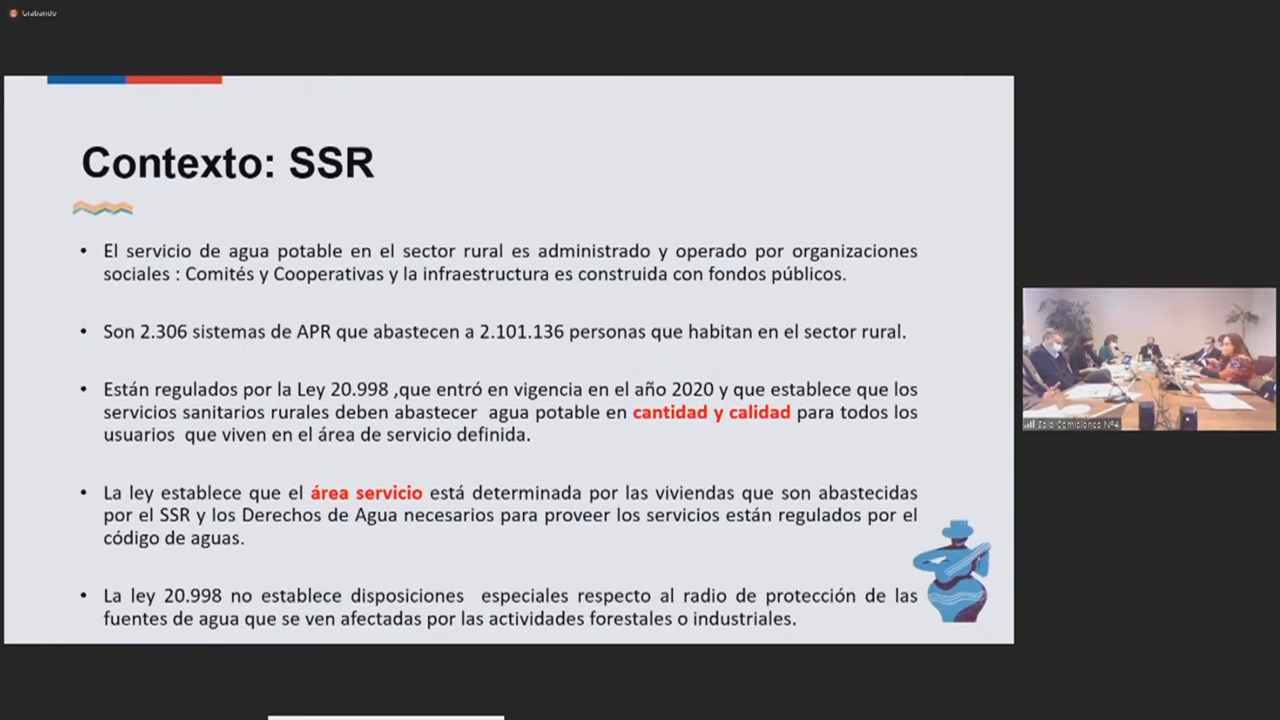 Grabando
Contexto: SSR
• El servicio de agua potable en el sector rural es administrado y operado por organizaciones
sociales : Comités y Cooperativas y la infraestructura es construida con fondos públicos.
• Son 2.306 sistemas de APR que abastecen a 2.101.136 personas que habitan en el sector rural.
• Están regulados por la Ley 20.998 ,que entró en vigencia en el año 2020 y que establece que los
servicios sanitarios rurales deben abastecer agua potable en cantidad y calidad para todos los
usuarios que viven en el área de servicio definida.
• La ley establece que el área servicio está determinada por las viviendas que son abastecidas
por el SSR y los Derechos de Agua necesarios para proveer los servicios están regulados por el
código de aguas.
• La ley 20.998 no establece disposiciones especiales respecto al radio de protección de las
fuentes de agua que se ven afectadas por las actividades forestales o industriales.
Sala Comisiones Nº4